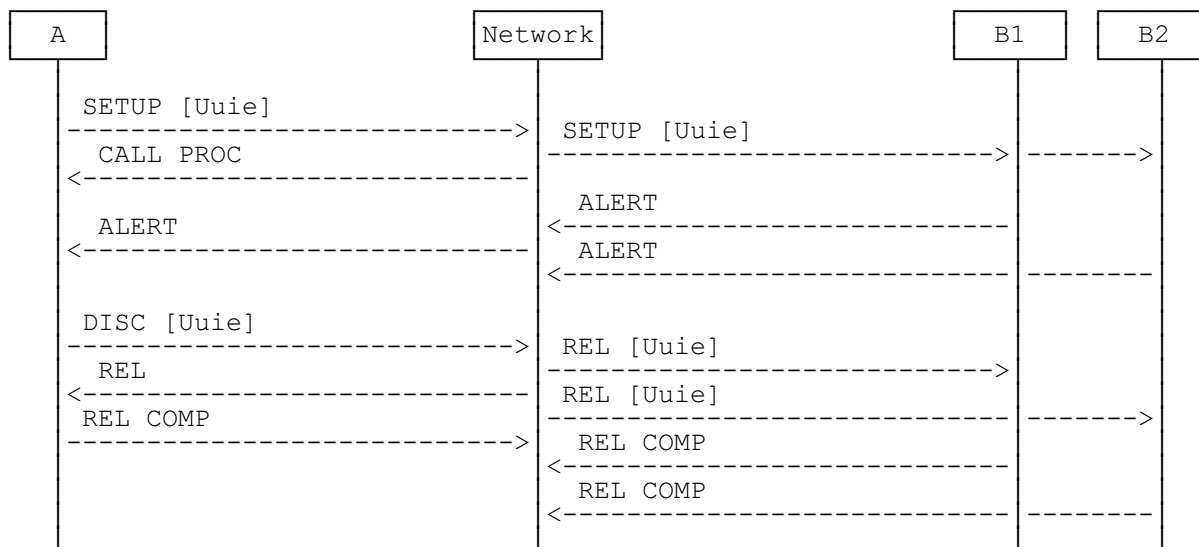 A Network B1 B2
SETUP [Uuie]
SETUP [Uuie]
CALL PROC
ALERT
ALERT
ALERT
DISC [Uuie]
REL [Uuie]
REL
REL [Uuie]
REL COMP
REL COMP
REL COMP